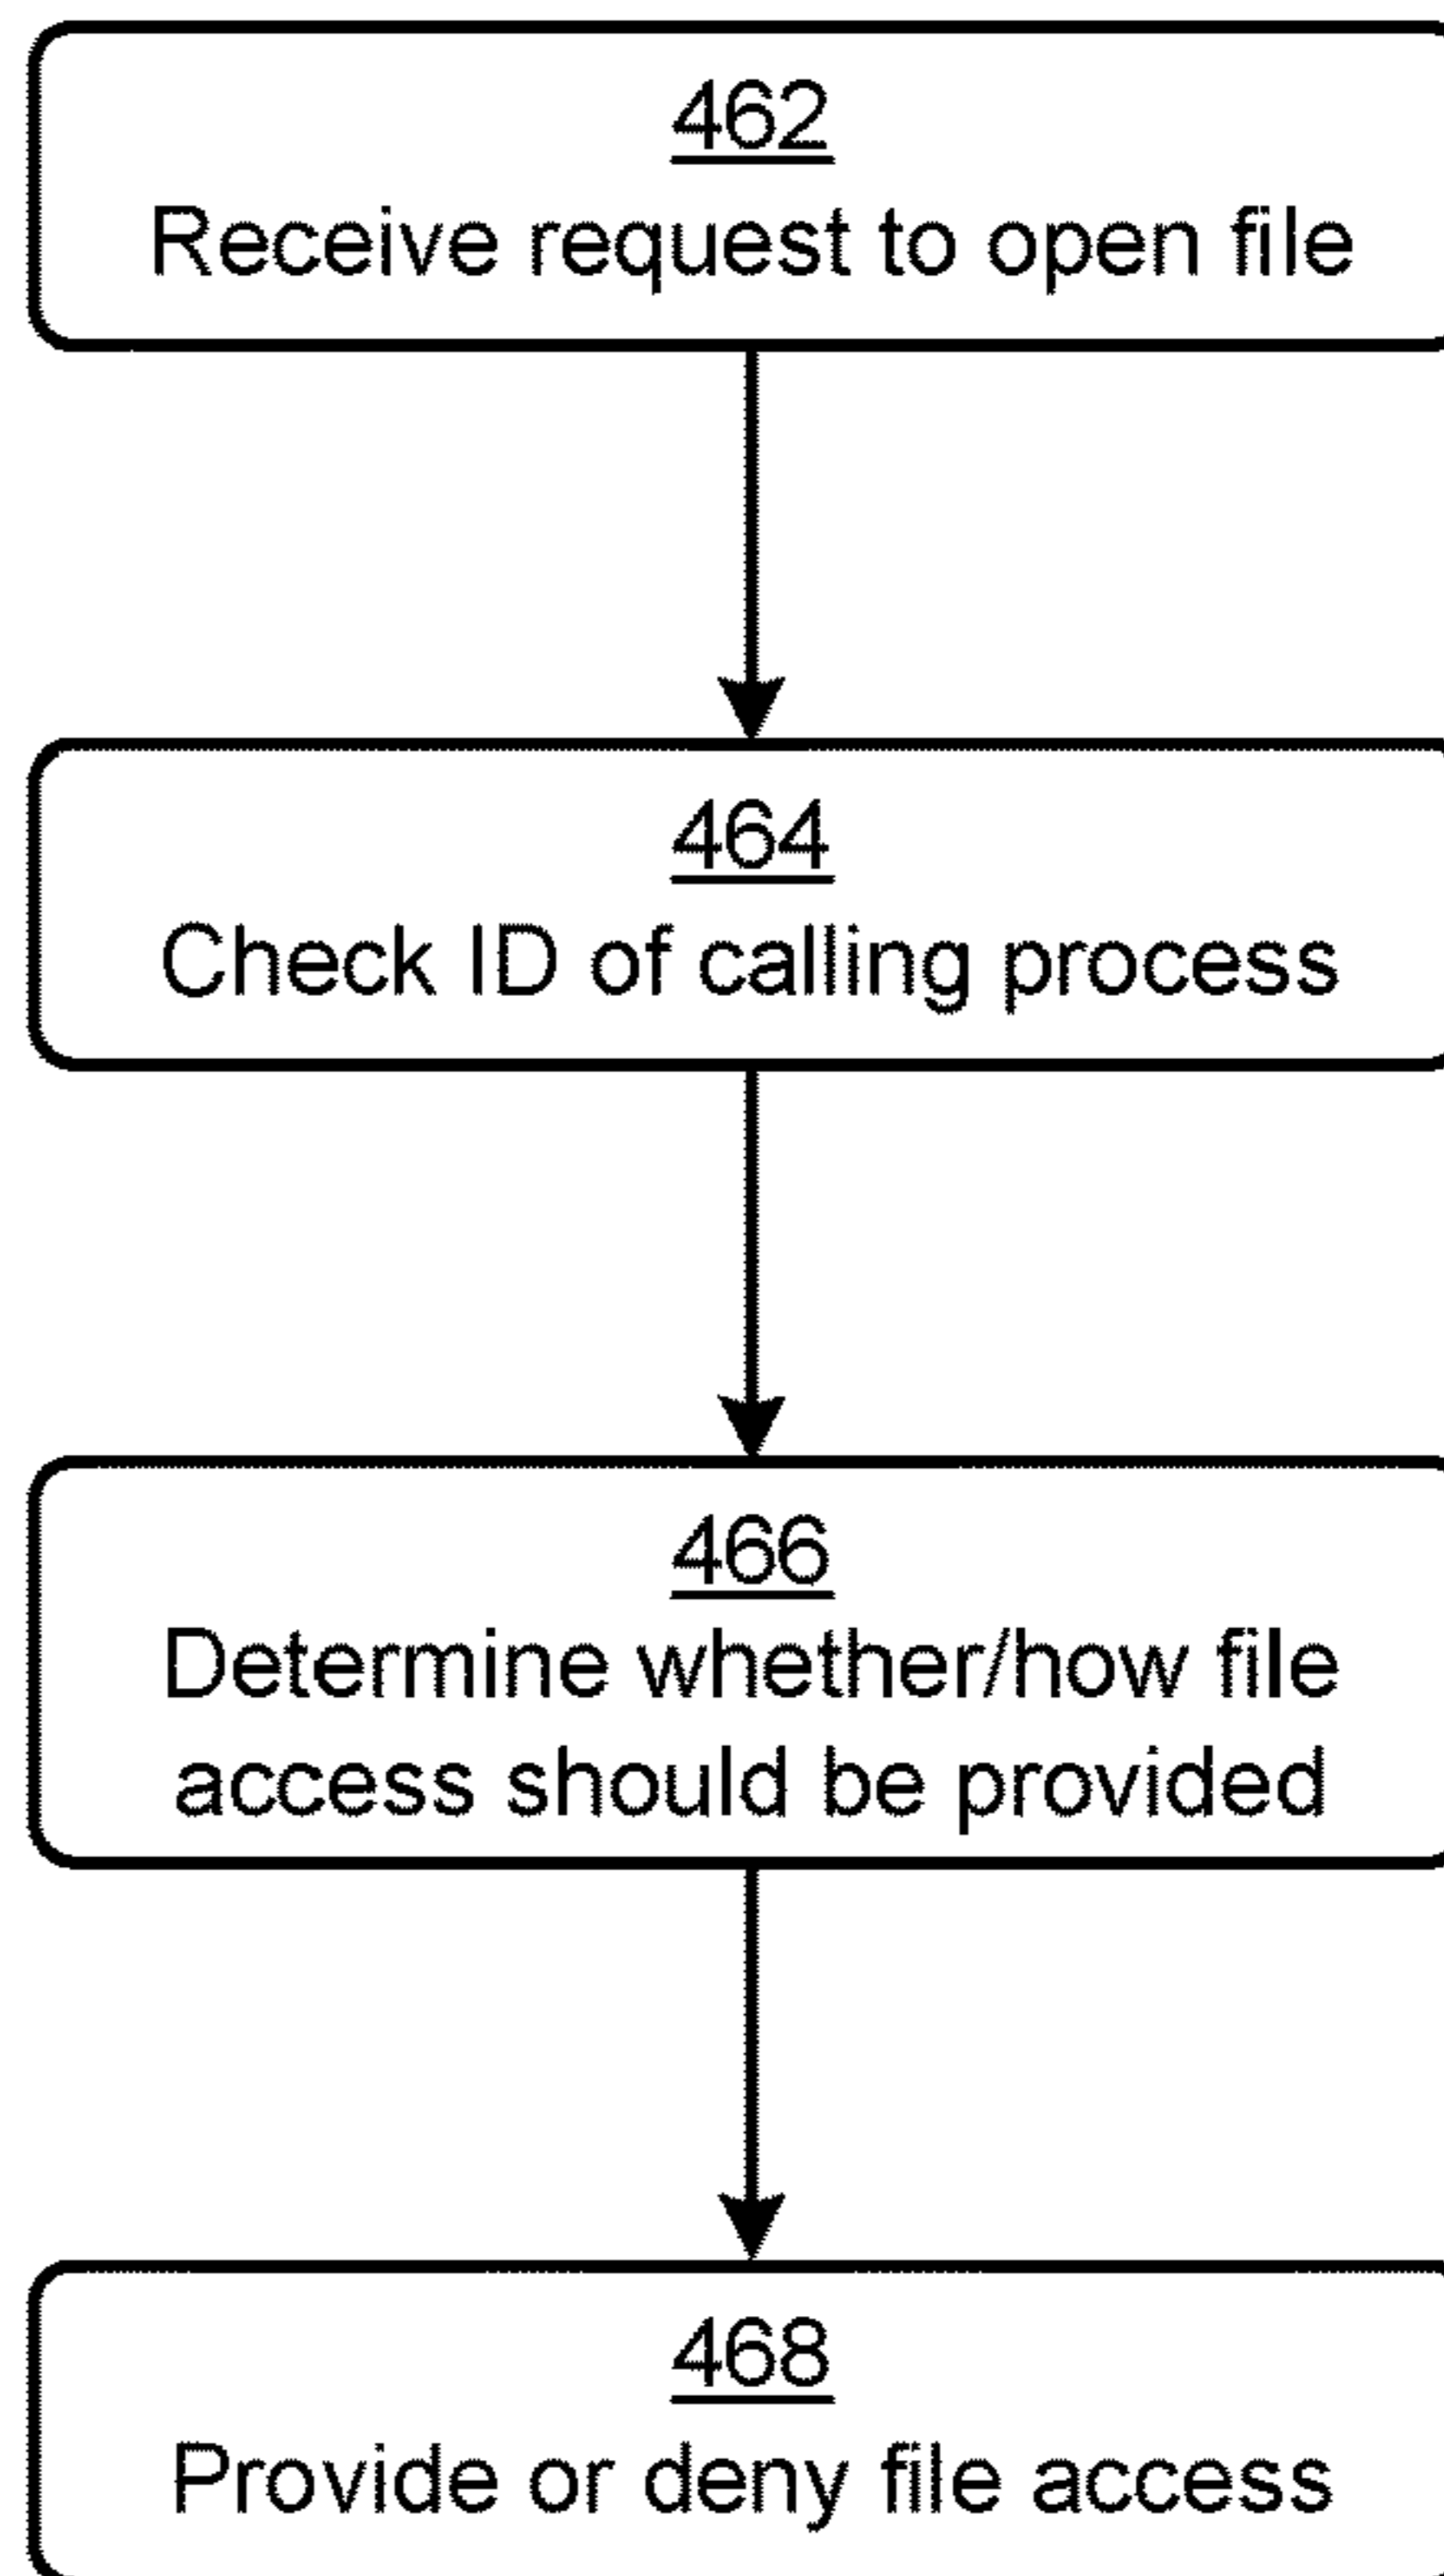 462
Receive request to open file
464
Check ID of calling process
466
Determine whether/how file
access should be provided
468
Provide or deny file access